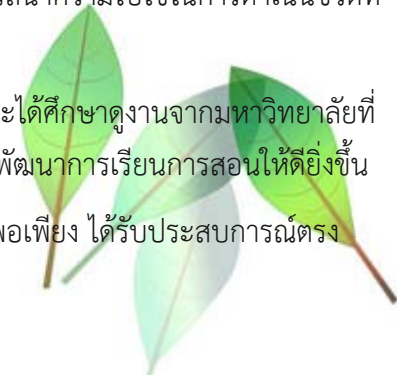 ะได้ศึกษาดูงานจากมหาวิทยาลัยที่
พัฒนาการเรียนการสอนให้ดียิ่งขึ้น
พอเพียง ได้รับประสบการณ์ตรง